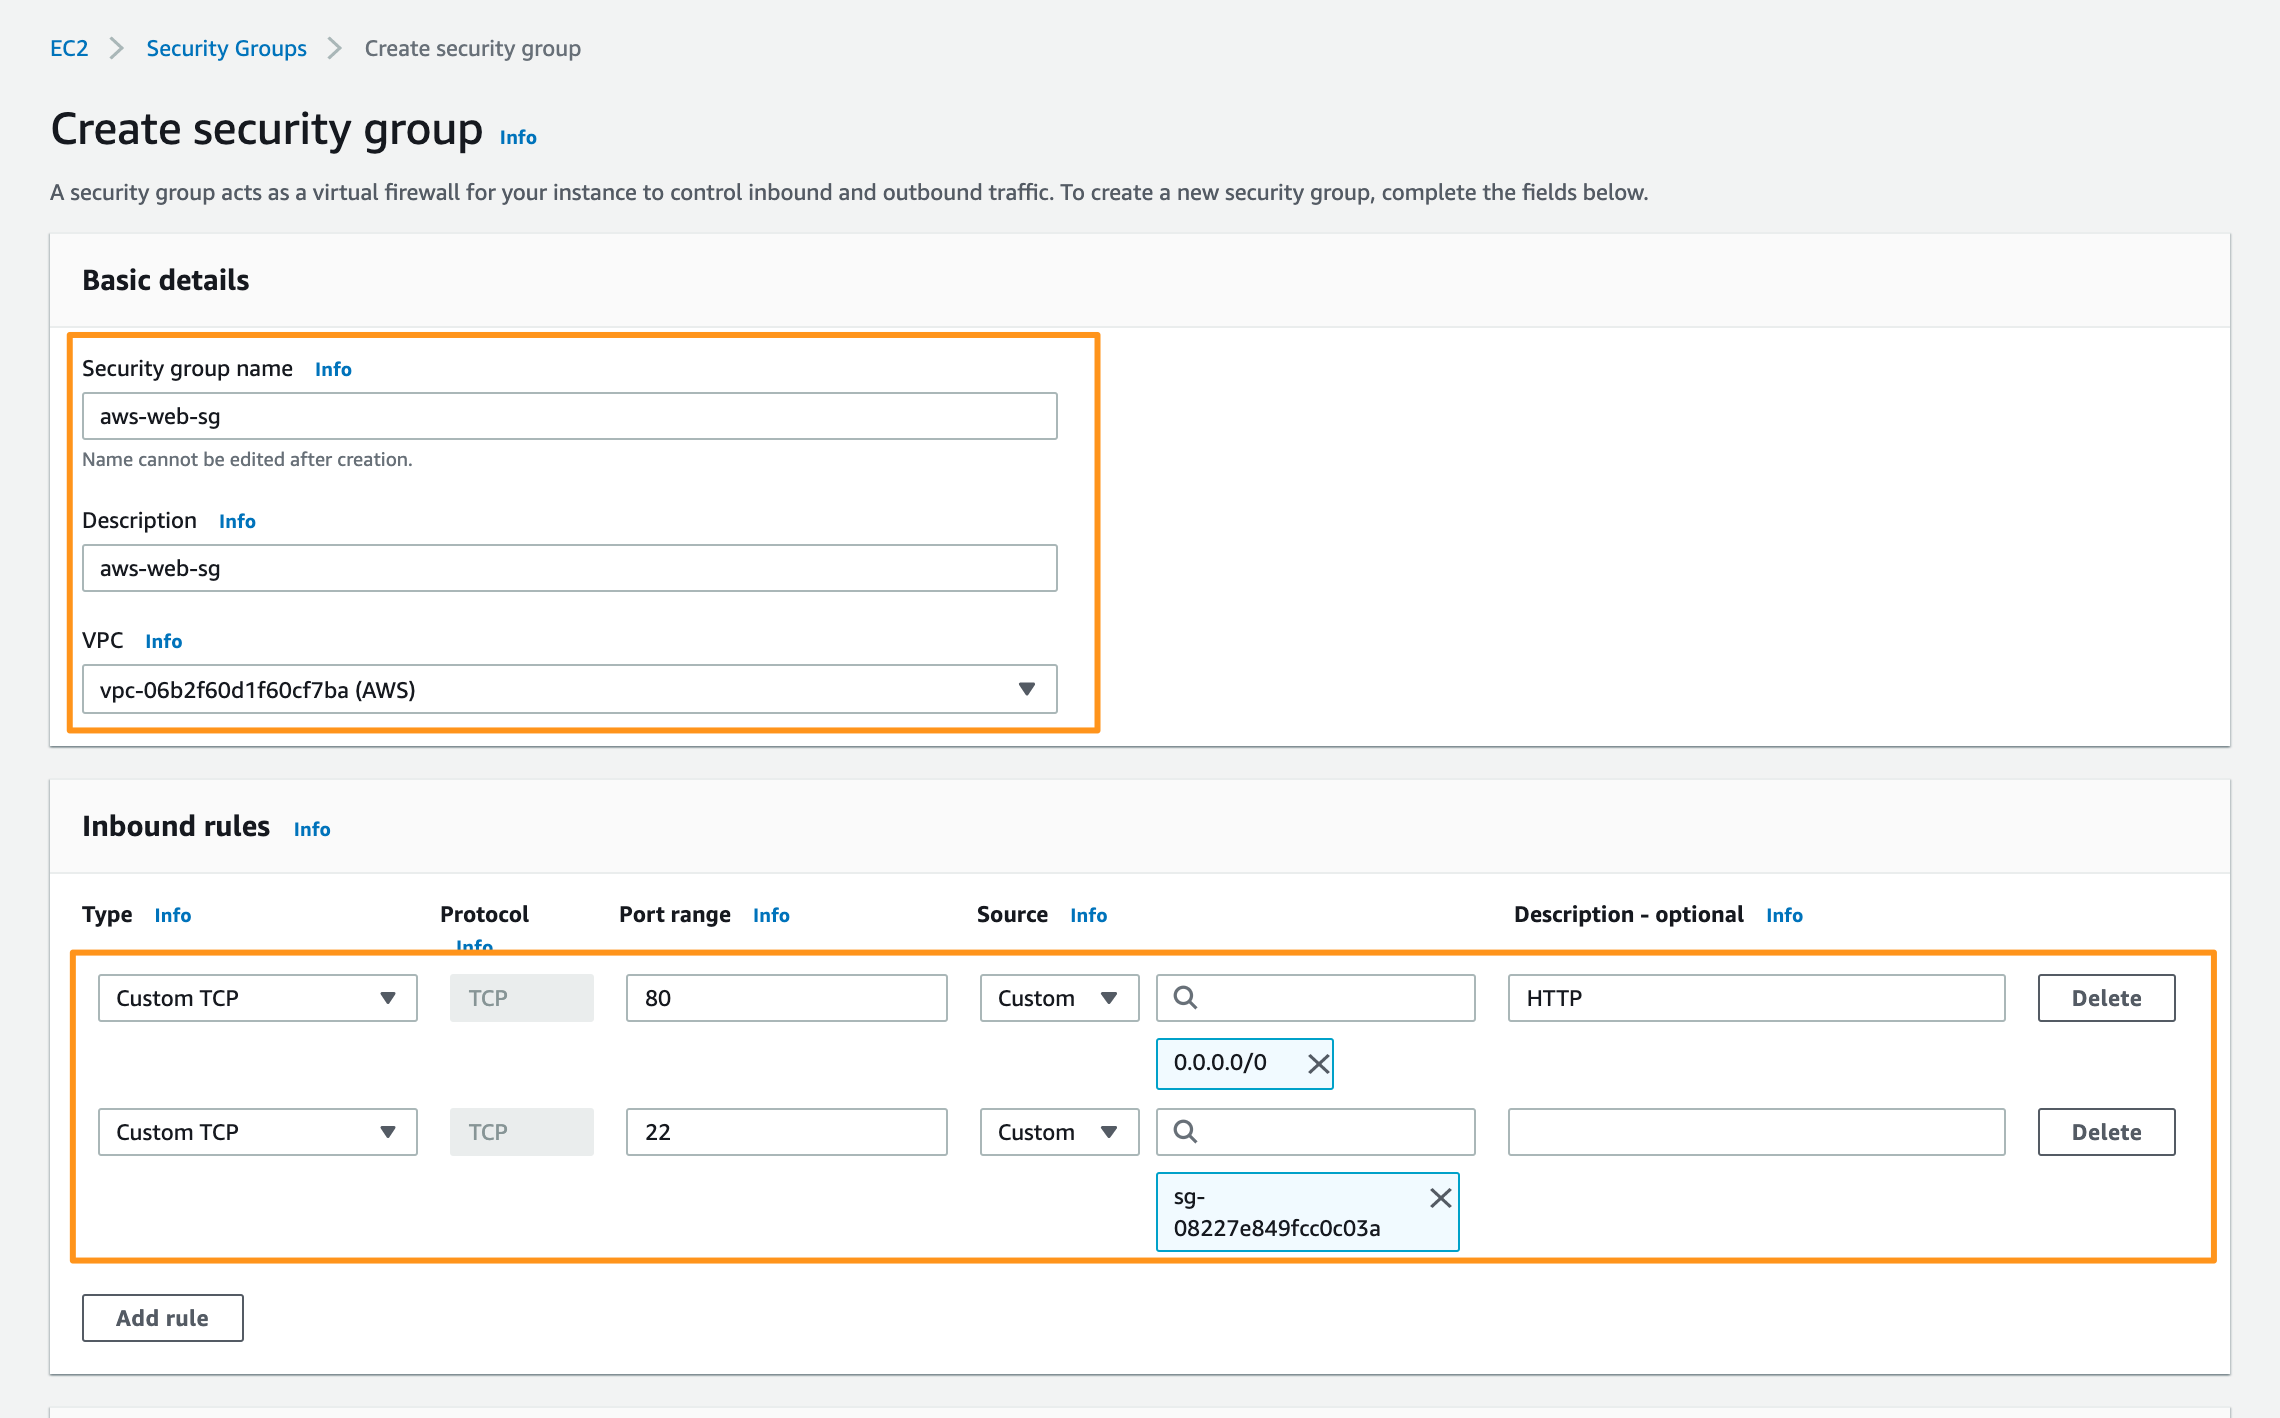 EC2 > Security Groups > Create security group
Create security group Info
A security group acts as a virtual firewall for your instance to control inbound and outbound traffic. To create a new security group, complete the fields below.
Basic details
Security group name Info
aws-web-sg
Name cannot be edited after creation.
Description Info
aws-web-sg
VPC Info
vpc-06b2f60d1f60cf7ba (AWS)
Inbound rules Info
Type Info Protocol Port range Info Source Info Description - optional Info
Info
Custom TCP TCP 80 Custom HTTP Delete
0.0.0.0/0
Custom TCP TCP 22 Custom Delete
sg-
08227e849fcc0c03a
Add rule